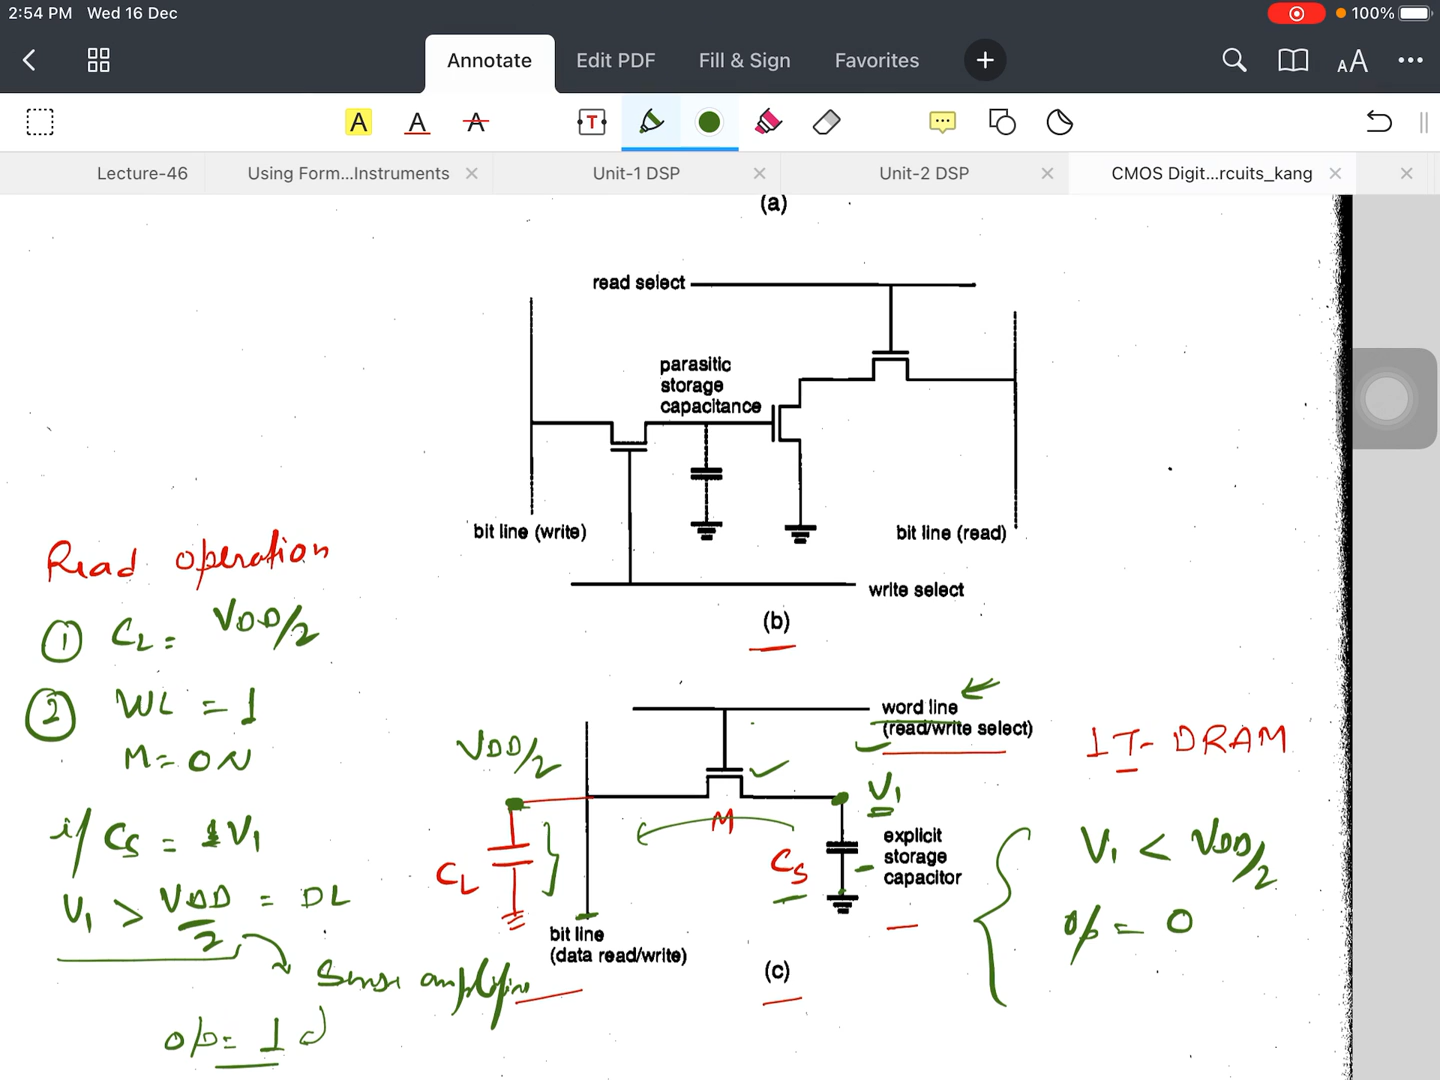 2:54 PM Wed 16 Dec
100%
Annotate
Edit PDF
Fill & Sign
Favorites
AA
A A A T
Lecture-46
Using Form...Instruments
Unit-1 DSP
Unit-2 DSP
CMOS Digit...rcuits_kang
(a)
read select
parasitic
storage
capacitance
bit line (write)
bit line (read)
write select
(b)
Read operation
① CL = VDD/2
② WL = 1
M = ON
if CS = V1
V1 > VDD/2 = DL
Sense
o/p = 1
word line
(read/write select)
VDD/2
V1
M
CL
CS
explicit
storage
capacitor
bit line
(data read/write)
(c)
1T- DRAM
V1 < VDD/2
o/p = 0